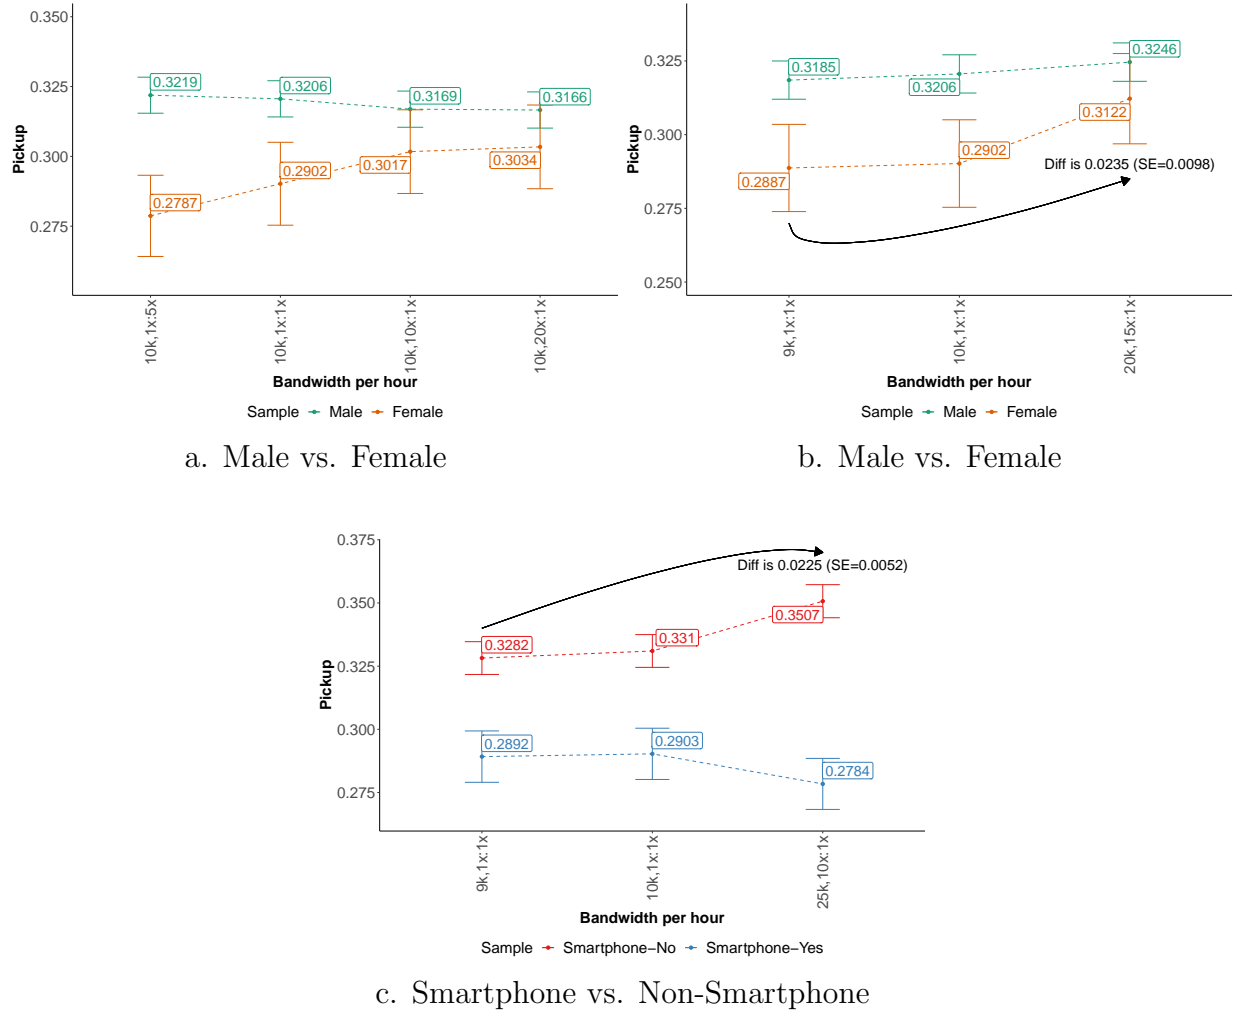 0.350
0.325
0.300
0.275
Pickup
0.3219
0.3206
0.3169
0.3166
0.2787
0.2902
0.3017
0.3034
10k,1x:5x
10k,1x:1x
10k,10x:1x
10k,20x:1x
Bandwidth per hour
Sample Male Female
a. Male vs. Female
0.325
0.300
0.275
0.250
Pickup
0.3185
0.3206
0.3246
0.2887
0.2902
0.3122
Diff is 0.0235 (SE=0.0098)
9k,1x:1x
10k,1x:1x
20k,15x:1x
Bandwidth per hour
Sample Male Female
b. Male vs. Female
0.375
0.350
0.325
0.300
0.275
Pickup
Diff is 0.0225 (SE=0.0052)
0.3282
0.331
0.3507
0.2892
0.2903
0.2784
9k,1x:1x
10k,1x:1x
25k,10x:1x
Bandwidth per hour
Sample Smartphone−No Smartphone−Yes
c. Smartphone vs. Non-Smartphone